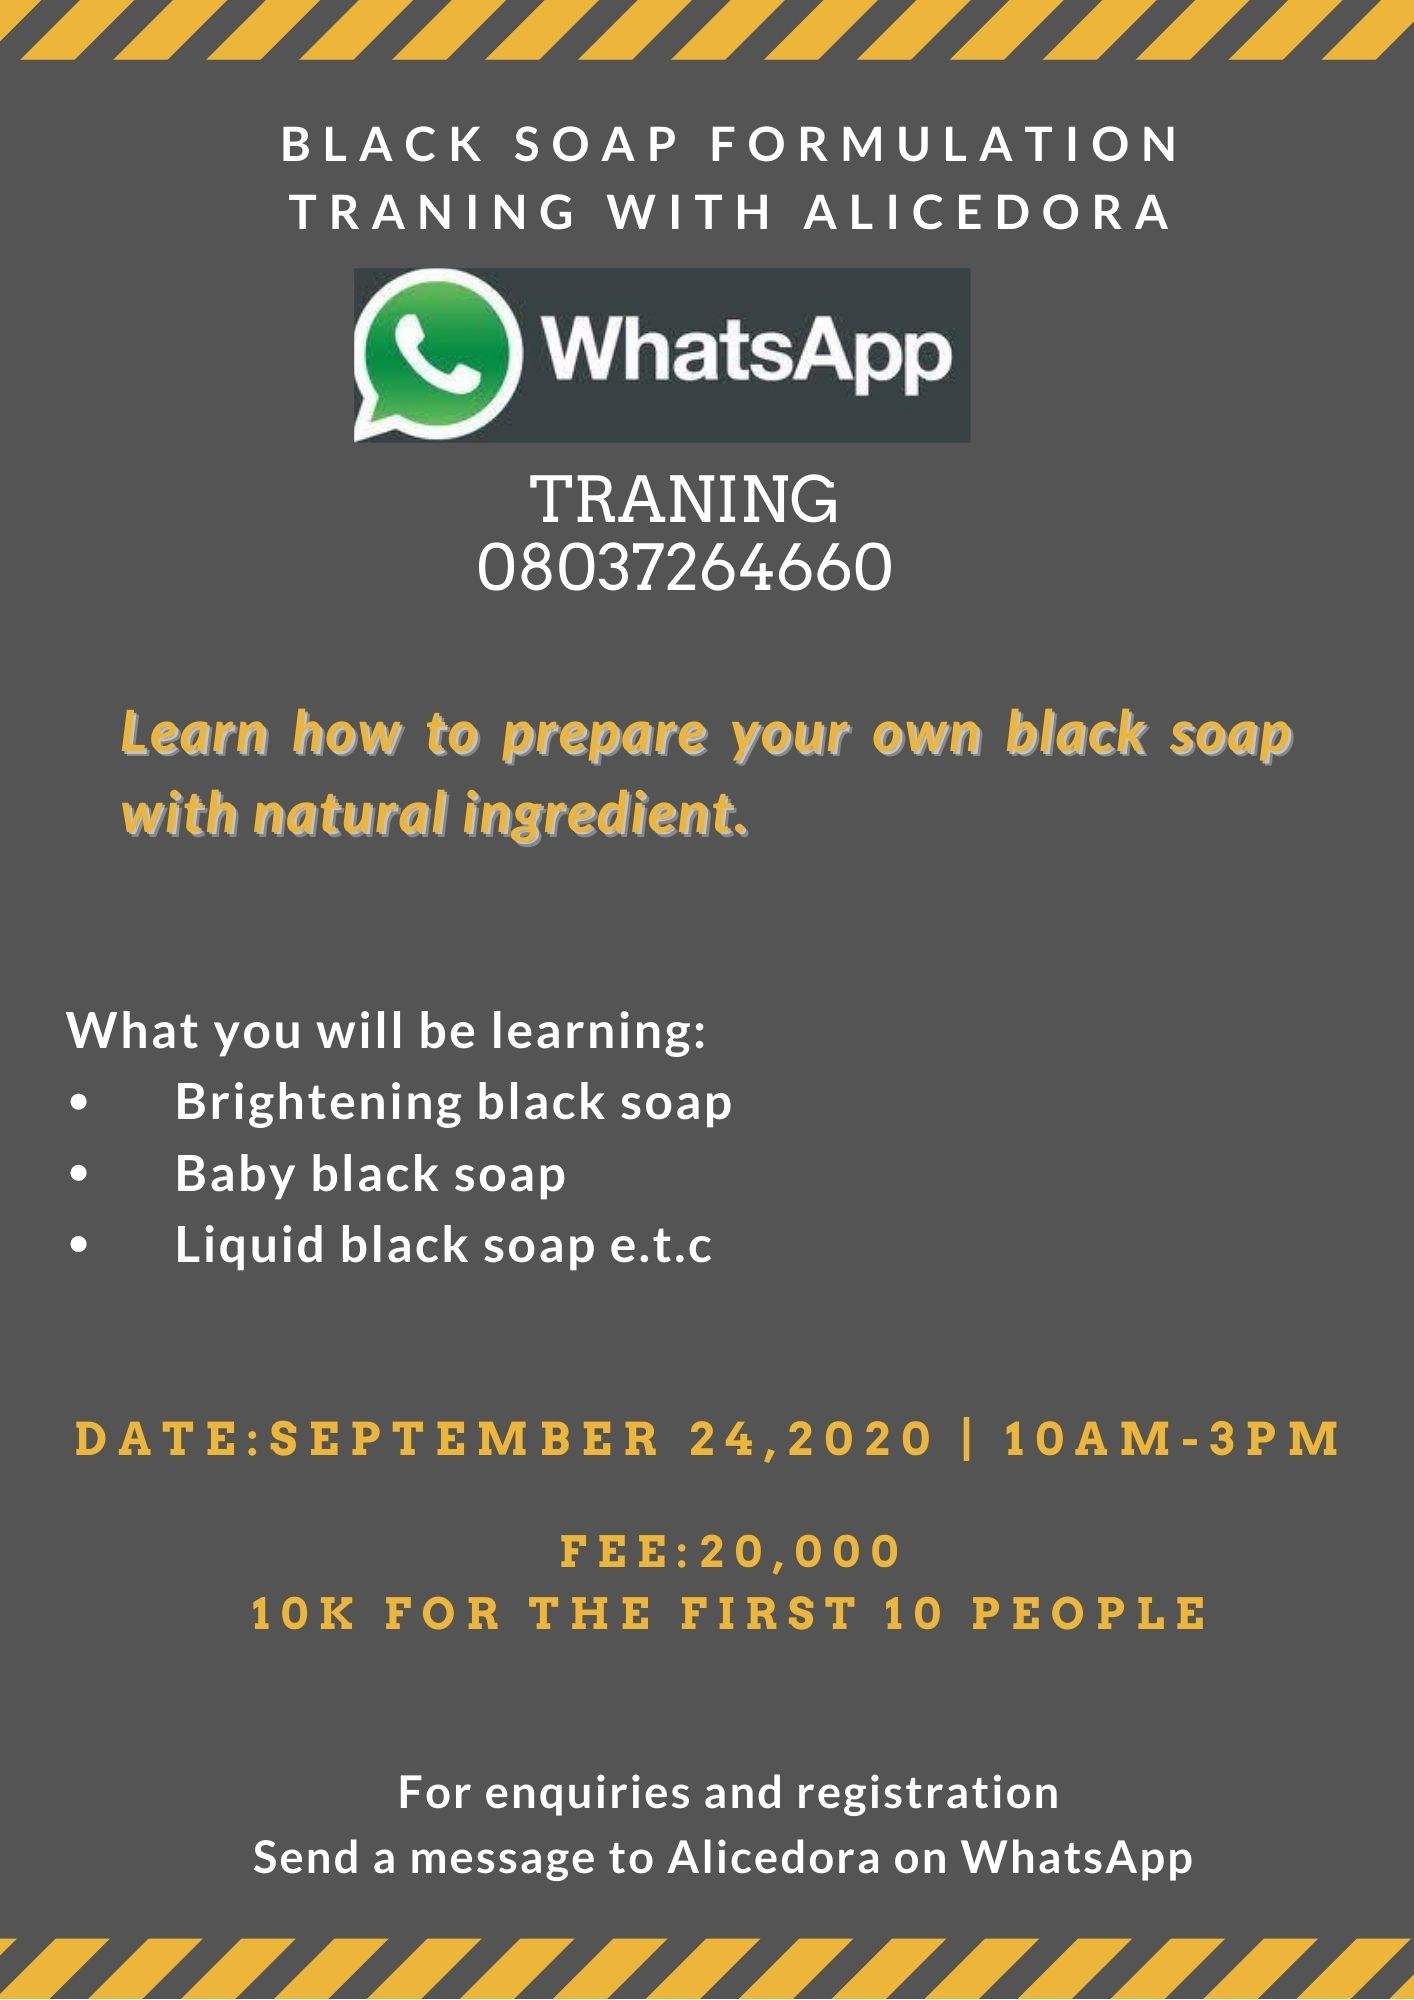 BLACK SOAP FORMULATION
TRANING WITH ALICEDORA
WhatsApp
TRANING
08037264660
Learn how to prepare your own black soap
with natural ingredient.
What you will be learning:
• Brightening black soap
• Baby black soap
• Liquid black soap e.t.c
DATE:SEPTEMBER 24,2020 | 10AM-3PM
FEE:20,000
10K FOR THE FIRST 10 PEOPLE
For enquiries and registration
Send a message to Alicedora on WhatsApp